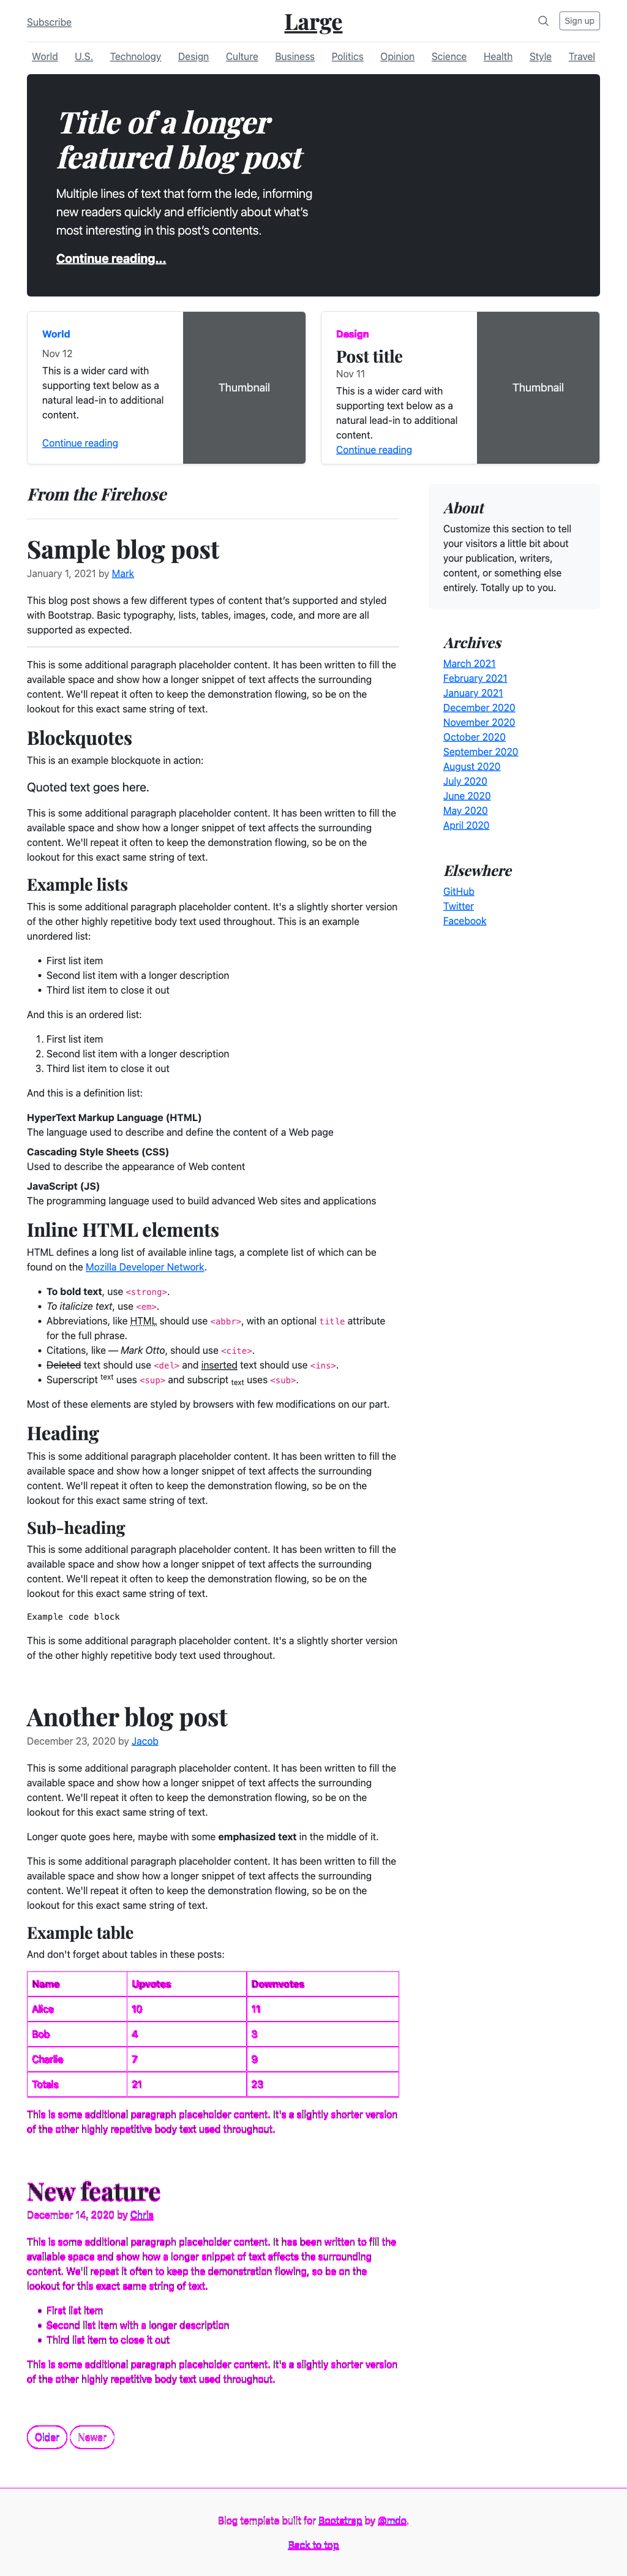 Subscribe
Large
Sign up
World U.S. Technology Design Culture Business Politics Opinion Science Health Style Travel
Title of a longer
featured blog post
Multiple lines of text that form the lede, informing
new readers quickly and efficiently about what's
most interesting in this post's contents.
Continue reading...
World
Nov 12
This is a wider card with
supporting text below as a
natural lead-in to additional
content.
Continue reading
Thumbnail
Design
Post title
Nov 11
This is a wider card with
supporting text below as a
natural lead-in to additional
content.
Continue reading
Thumbnail
From the Firehose
Sample blog post
January 1, 2021 by Mark
This blog post shows a few different types of content that's supported and styled
with Bootstrap. Basic typography, lists, tables, images, code, and more are all
supported as expected.
This is some additional paragraph placeholder content. It has been written to fill the
available space and show how a longer snippet of text affects the surrounding
content. We'll repeat it often to keep the demonstration flowing, so be on the
lookout for this exact same string of text.
Blockquotes
This is an example blockquote in action:
Quoted text goes here.
This is some additional paragraph placeholder content. It has been written to fill the
available space and show how a longer snippet of text affects the surrounding
content. We'll repeat it often to keep the demonstration flowing, so be on the
lookout for this exact same string of text.
Example lists
This is some additional paragraph placeholder content. It's a slightly shorter version
of the other highly repetitive body text used throughout. This is an example
unordered list:
• First list item
• Second list item with a longer description
• Third list item to close it out
And this is an ordered list:
1. First list item
2. Second list item with a longer description
3. Third list item to close it out
And this is a definition list:
HyperText Markup Language (HTML)
The language used to describe and define the content of a Web page
Cascading Style Sheets (CSS)
Used to describe the appearance of Web content
JavaScript (JS)
The programming language used to build advanced Web sites and applications
Inline HTML elements
HTML defines a long list of available inline tags, a complete list of which can be
found on the Mozilla Developer Network.
• To bold text, use <strong>.
• To italicize text, use <em>.
• Abbreviations, like HTML should use <abbr>, with an optional title attribute
for the full phrase.
• Citations, like — Mark Otto, should use <cite>.
• Deleted text should use <del> and inserted text should use <ins>.
• Superscript text uses <sup> and subscript text uses <sub>.
Most of these elements are styled by browsers with few modifications on our part.
Heading
This is some additional paragraph placeholder content. It has been written to fill the
available space and show how a longer snippet of text affects the surrounding
content. We'll repeat it often to keep the demonstration flowing, so be on the
lookout for this exact same string of text.
Sub-heading
This is some additional paragraph placeholder content. It has been written to fill the
available space and show how a longer snippet of text affects the surrounding
content. We'll repeat it often to keep the demonstration flowing, so be on the
lookout for this exact same string of text.
Example code block
This is some additional paragraph placeholder content. It's a slightly shorter version
of the other highly repetitive body text used throughout.
Another blog post
December 23, 2020 by Jacob
This is some additional paragraph placeholder content. It has been written to fill the
available space and show how a longer snippet of text affects the surrounding
content. We'll repeat it often to keep the demonstration flowing, so be on the
lookout for this exact same string of text.
Longer quote goes here, maybe with some emphasized text in the middle of it.
This is some additional paragraph placeholder content. It has been written to fill the
available space and show how a longer snippet of text affects the surrounding
content. We'll repeat it often to keep the demonstration flowing, so be on the
lookout for this exact same string of text.
Example table
And don't forget about tables in these posts:
Name Upvotes Downvotes
Alice 10 11
Bob 4 3
Charlie 7 9
Totals 21 23
This is some additional paragraph placeholder content. It's a slightly shorter version
of the other highly repetitive body text used throughout.
New feature
December 14, 2020 by Chris
This is some additional paragraph placeholder content. It has been written to fill the
available space and show how a longer snippet of text affects the surrounding
content. We'll repeat it often to keep the demonstration flowing, so be on the
lookout for this exact same string of text.
• First list item
• Second list item with a longer description
• Third list item to close it out
This is some additional paragraph placeholder content. It's a slightly shorter version
of the other highly repetitive body text used throughout.
Older Newer
About
Customize this section to tell
your visitors a little bit about
your publication, writers,
content, or something else
entirely. Totally up to you.
Archives
March 2021
February 2021
January 2021
December 2020
November 2020
October 2020
September 2020
August 2020
July 2020
June 2020
May 2020
April 2020
Elsewhere
GitHub
Twitter
Facebook
Blog template built for Bootstrap by @mdo.
Back to top